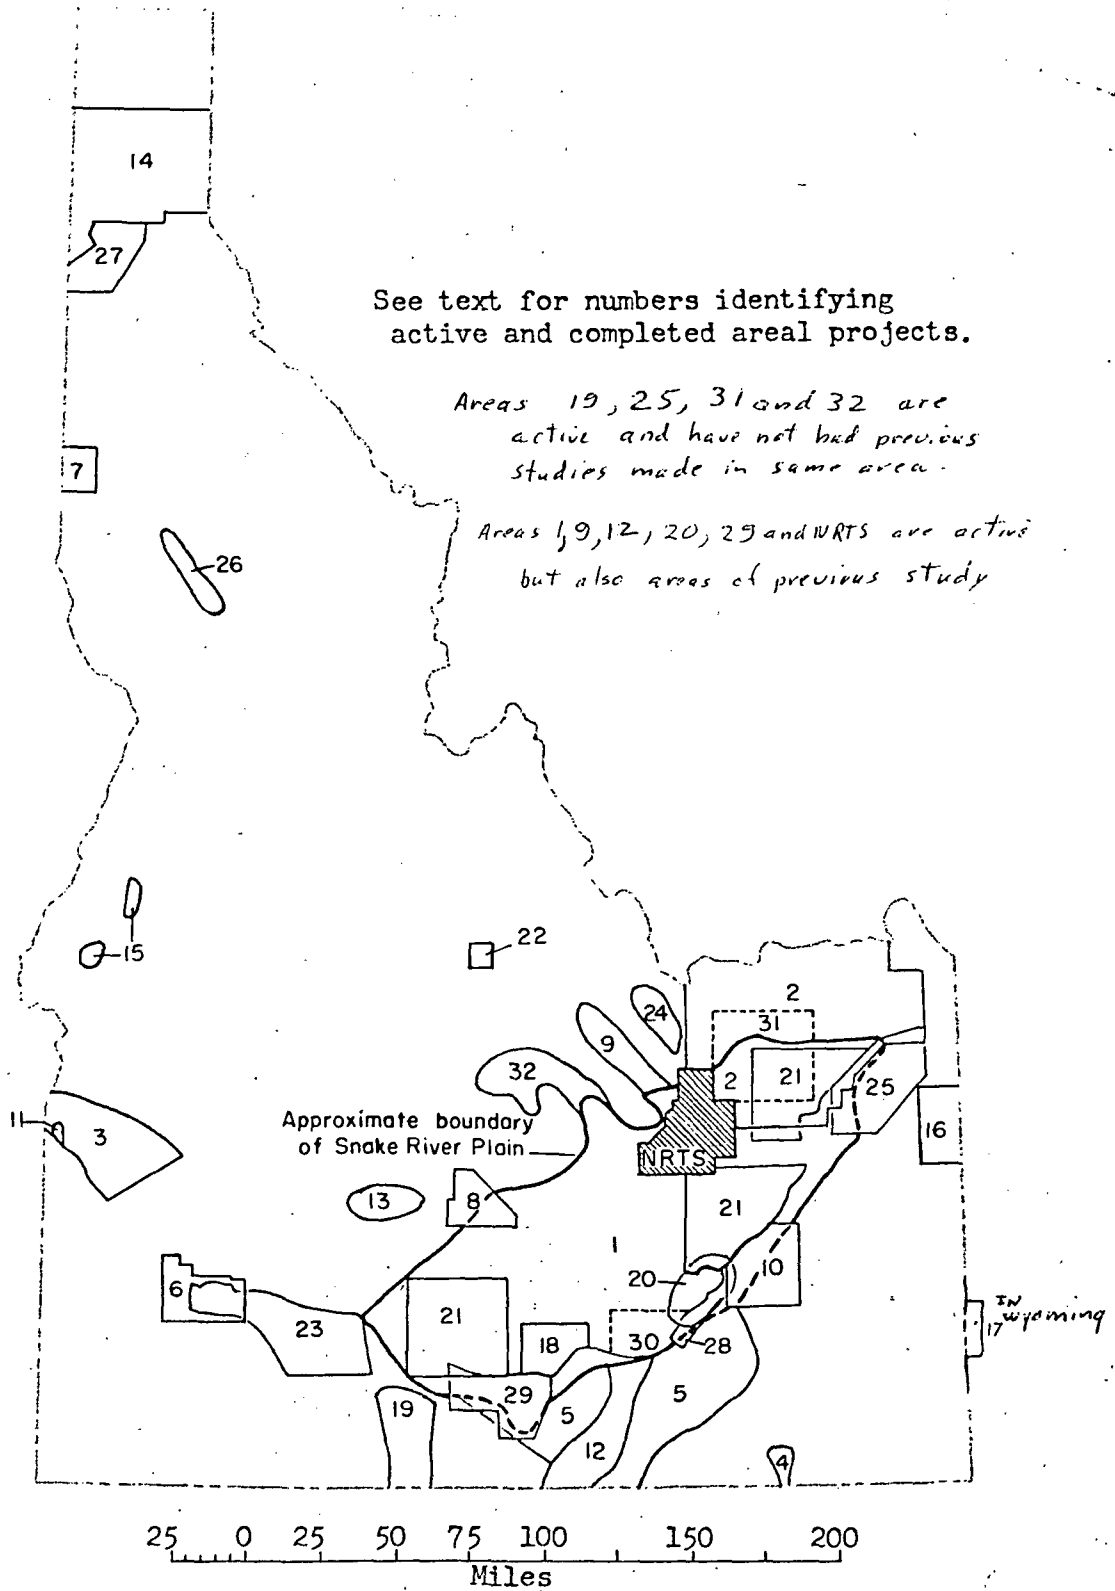 14
27
See text for numbers identifying
active and completed areal projects.
Areas 19, 25, 31 and 32 are
active and have not had previous
studies made in same area.
7
Areas 1, 9, 12, 20, 29 and NRTS are active
but also areas of previous study
26
15
22
2
24
31
9
32
2
21
25
11
3
Approximate boundary
of Snake River Plain
NRTS
16
13
8
21
1
6
20
10
IN
17 Wyoming
23
21
18
30
28
29
19
5
5
12
4
25 0 25 50 75 100 150 200
Miles